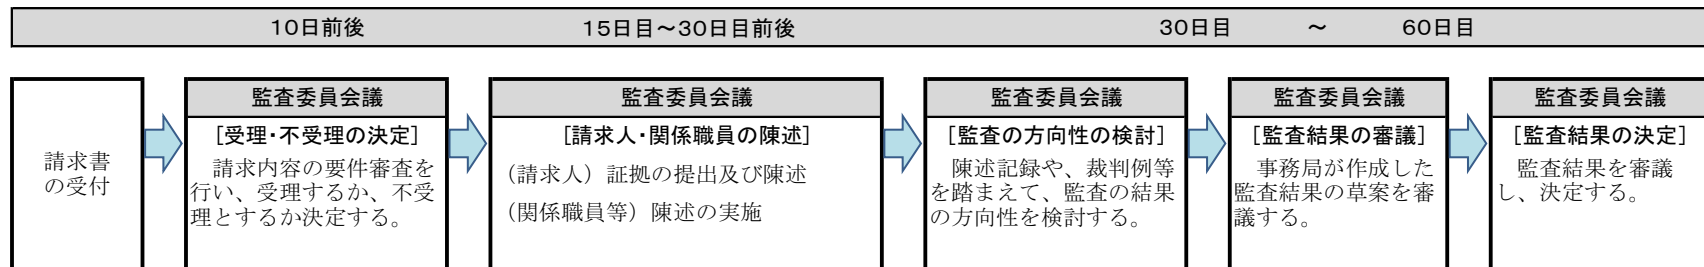 10日前後 15日目～30日目前後 30日目 ～ 60日目
請求書
の受付
監査委員会議
[受理・不受理の決定]
請求内容の要件審査を
行い、受理するか、不受
理とするか決定する。
監査委員会議
[請求人・関係職員の陳述]
（請求人）証拠の提出及び陳述
（関係職員等）陳述の実施
監査委員会議
[監査の方向性の検討]
陳述記録や、裁判例等
を踏まえて、監査の結果
の方向性を検討する。
監査委員会議
[監査結果の審議]
事務局が作成した
監査結果の草案を審
議する。
監査委員会議
[監査結果の決定]
監査結果を審議
し、決定する。